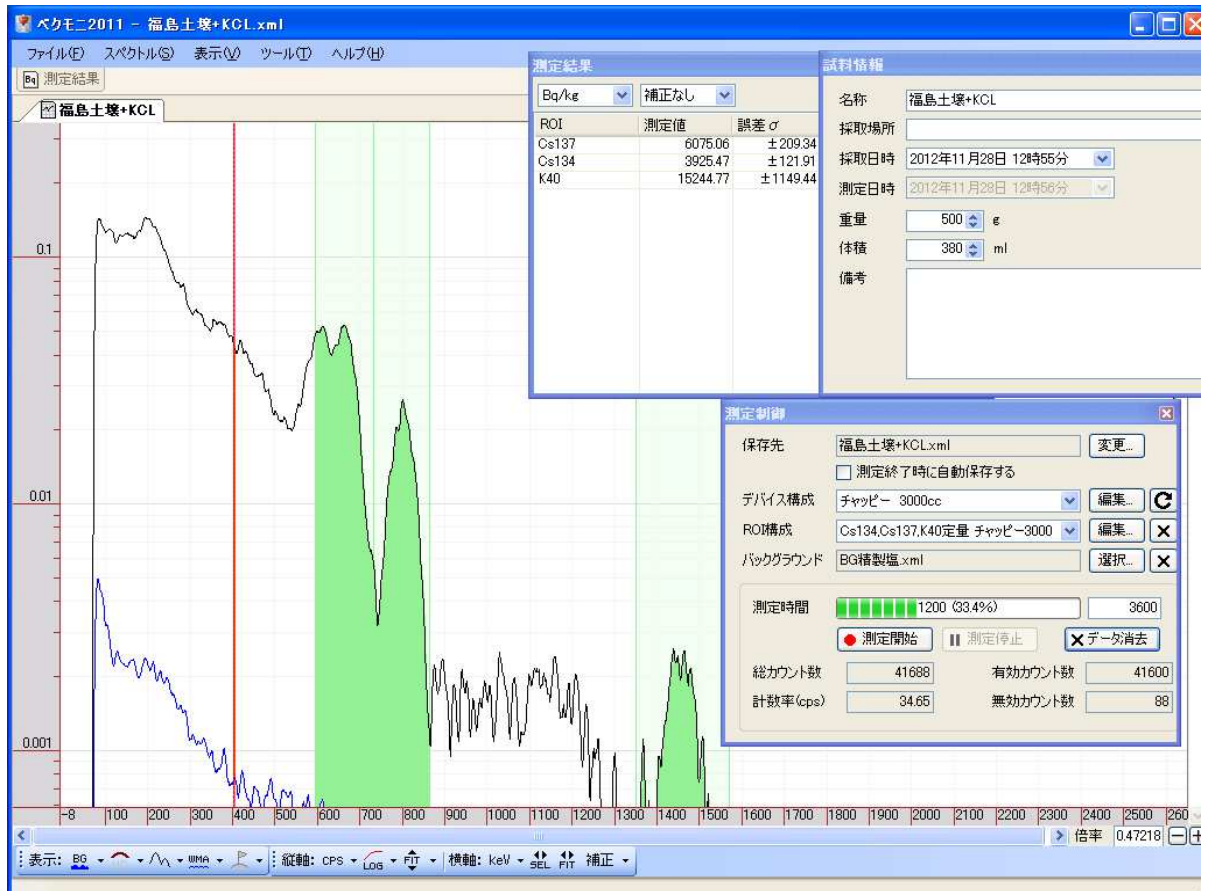 ベクモニ2011 - 福島土壌+KCL.xml
ファイル(F) スペクトル(S) 表示(V) ツール(T) ヘルプ(H)
Bq 測定結果
福島土壌+KCL
0.1
0.01
0.001
-8 100 200 300 400 500 600 700 800 900 1000 1100 1200 1300 1400 1500 1600 1700 1800 1900 2000 2100 2200 2300 2400 2500 260
測定結果
Bq/kg 補正なし
ROI 測定値 誤差σ
Cs137 6075.06 ±209.34
Cs134 3925.47 ±121.91
K40 15244.77 ±1149.44
試料情報
名称 福島土壌+KCL
採取場所
採取日時 2012年11月28日 12時55分
測定日時 2012年11月28日 12時56分
重量 500 g
体積 380 ml
備考
測定制御
保存先 福島土壌+KCL.xml 変更...
測定終了時に自動保存する
デバイス構成 チャッピー 3000cc 編集...
ROI構成 Cs134,Cs137,K40定量 チャッピー3000 編集...
バックグラウンド BG精製塩.xml 選択...
測定時間 1200 (33.4%) 3600
測定開始 測定停止 データ消去
総カウント数 41688 有効カウント数 41600
計数率(cps) 34.65 無効カウント数 88
倍率 0.47218
表示: BG WMA 縦軸: CPS LOG FIT 横軸: keV SEL FIT 補正